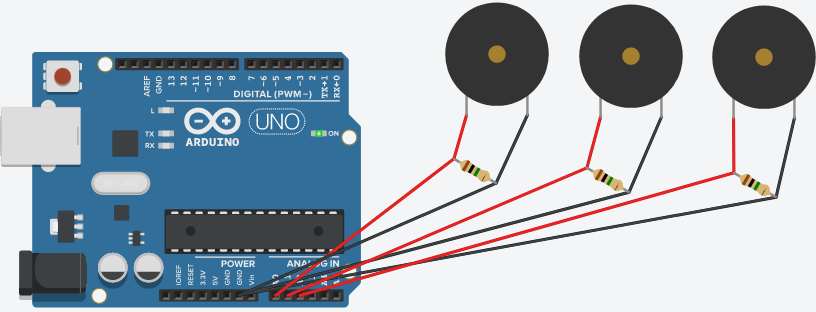 AREF
GND
13
12
~11
~10
~9
8
7
~6
~5
4
~3
2
TX→1
RX←0
DIGITAL (PWM~)
L
TX
RX
ARDUINO
UNO
ON
POWER
ANALOG IN
IOREF
RESET
3.3V
5V
GND
GND
Vin
A0